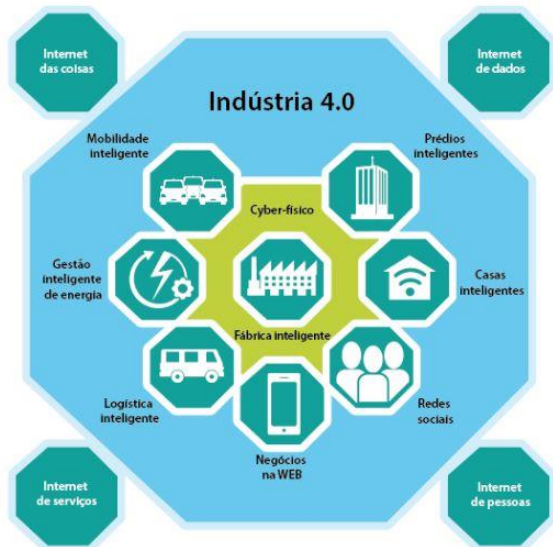 Internet
das coisas
Internet
de dados
Indústria 4.0
Mobilidade
inteligente
Prédios
inteligentes
Cyber-físico
Gestão
inteligente
de energia
Casas
inteligentes
Fábrica inteligente
Logística
inteligente
Redes
sociais
Negócios
na WEB
Internet
de serviços
Internet
de pessoas